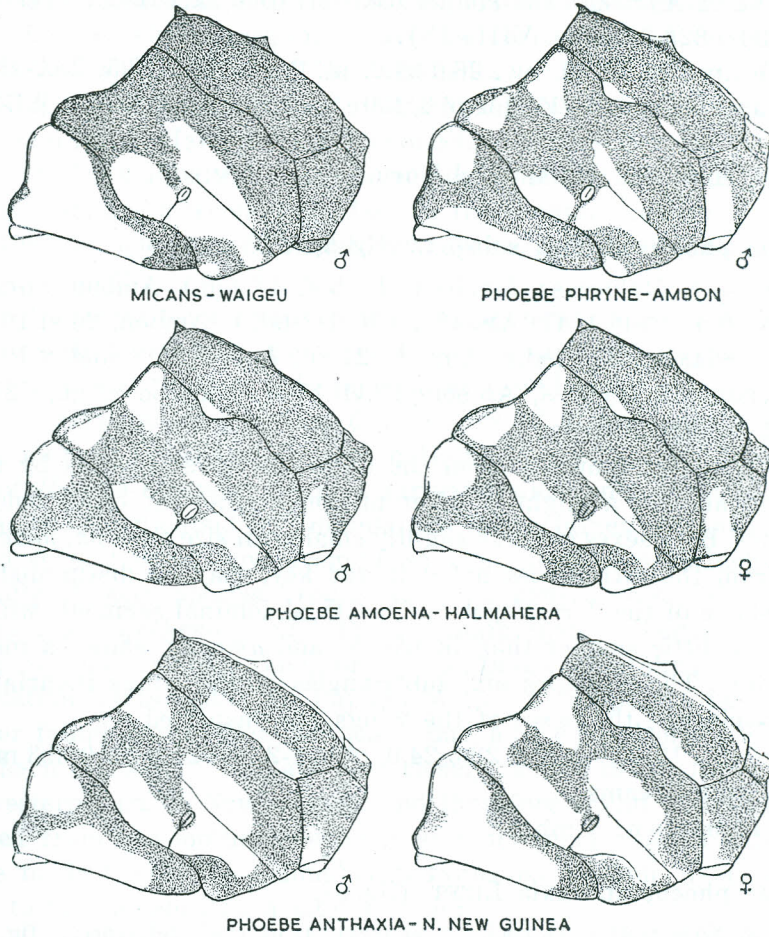 ♂ ♂
MICANS - WAIGEU PHOEBE PHRYNE - AMBON
♂ ♀
PHOEBE AMOENA - HALMAHERA
♂ ♀
PHOEBE ANTHAXIA - N. NEW GUINEA